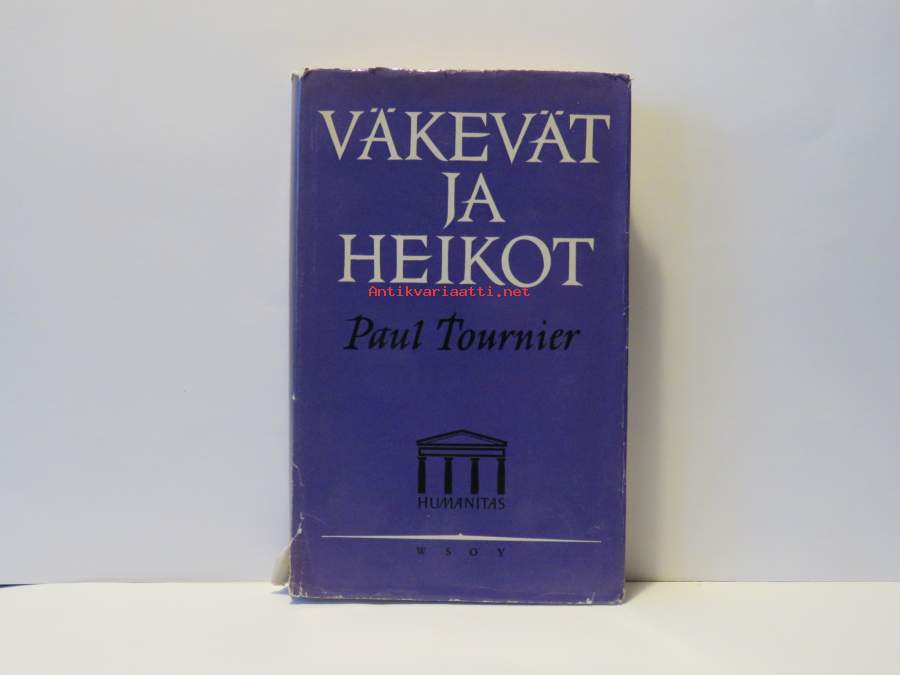 VÄKEVÄT
JA
HEIKOT
Antikvariaatti.net
Paul Tournier
HUMANITAS
WSOY